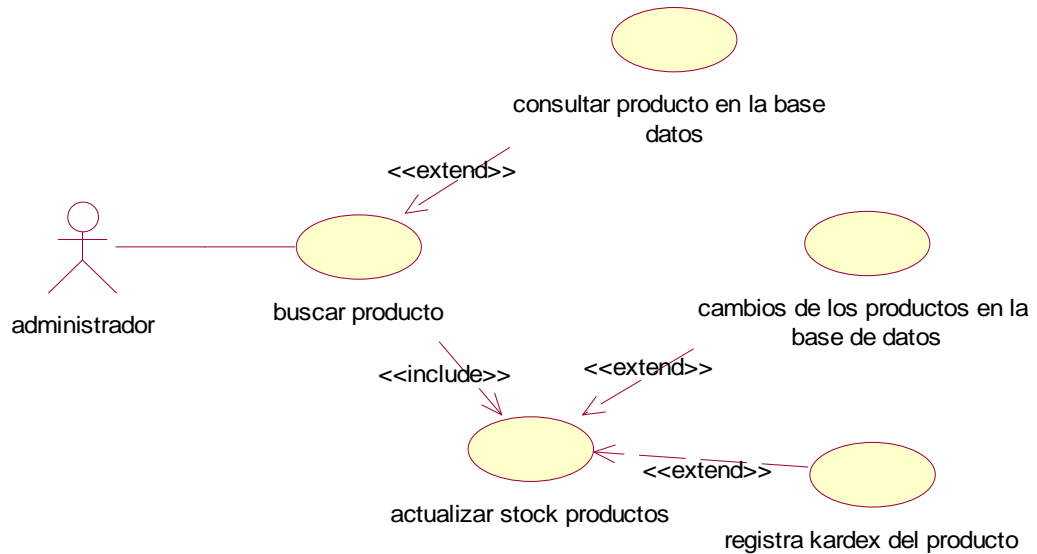 consultar producto en la base
datos
<<extend>>
administrador
buscar producto
cambios de los productos en la
base de datos
<<include>>
<<extend>>
<<extend>>
actualizar stock productos
registra kardex del producto